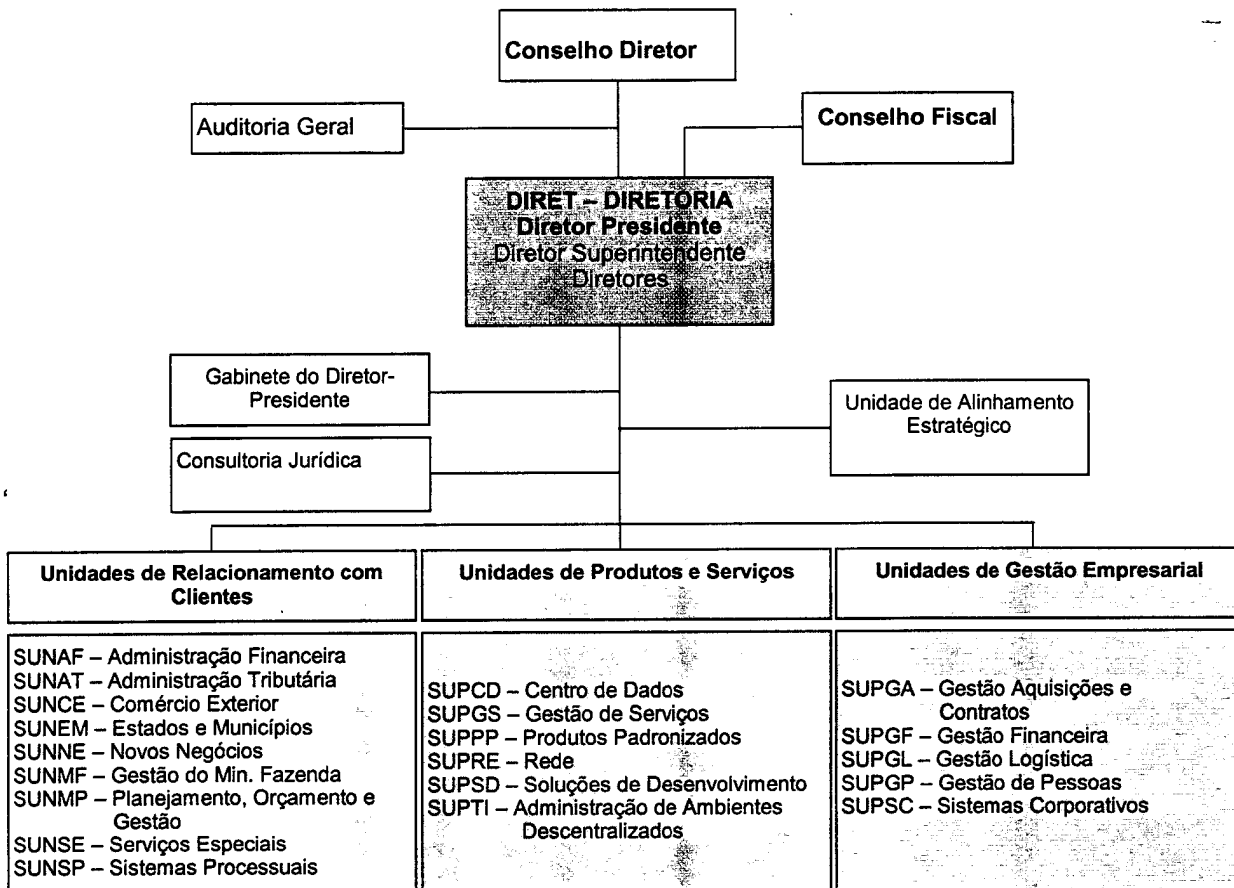 Conselho Diretor
Auditoria Geral
Conselho Fiscal
DIRET – DIRETORIA
Diretor Presidente
Diretor Superintendente
Diretores
Gabinete do Diretor-
Presidente
Unidade de Alinhamento
Estratégico
Consultoria Jurídica
Unidades de Relacionamento com
Clientes
SUNAF – Administração Financeira
SUNAT – Administração Tributária
SUNCE – Comércio Exterior
SUNEM – Estados e Municípios
SUNNE – Novos Negócios
SUNMF – Gestão do Min. Fazenda
SUNMP – Planejamento, Orçamento e
Gestão
SUNSE – Serviços Especiais
SUNSP – Sistemas Processuais
Unidades de Produtos e Serviços
SUPCD – Centro de Dados
SUPGS – Gestão de Serviços
SUPPP – Produtos Padronizados
SUPRE – Rede
SUPSD – Soluções de Desenvolvimento
SUPTI – Administração de Ambientes
Descentralizados
Unidades de Gestão Empresarial
SUPGA – Gestão Aquisições e
Contratos
SUPGF – Gestão Financeira
SUPGL – Gestão Logística
SUPGP – Gestão de Pessoas
SUPSC – Sistemas Corporativos